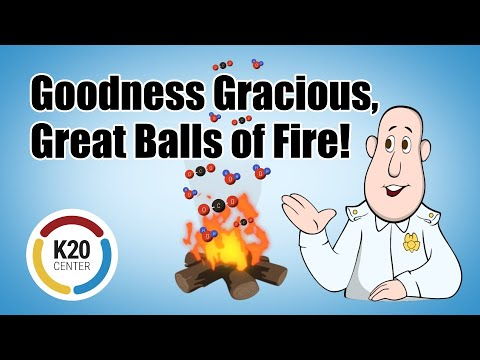 Goodness Gracious,
Great Balls of Fire!
K20
CENTER